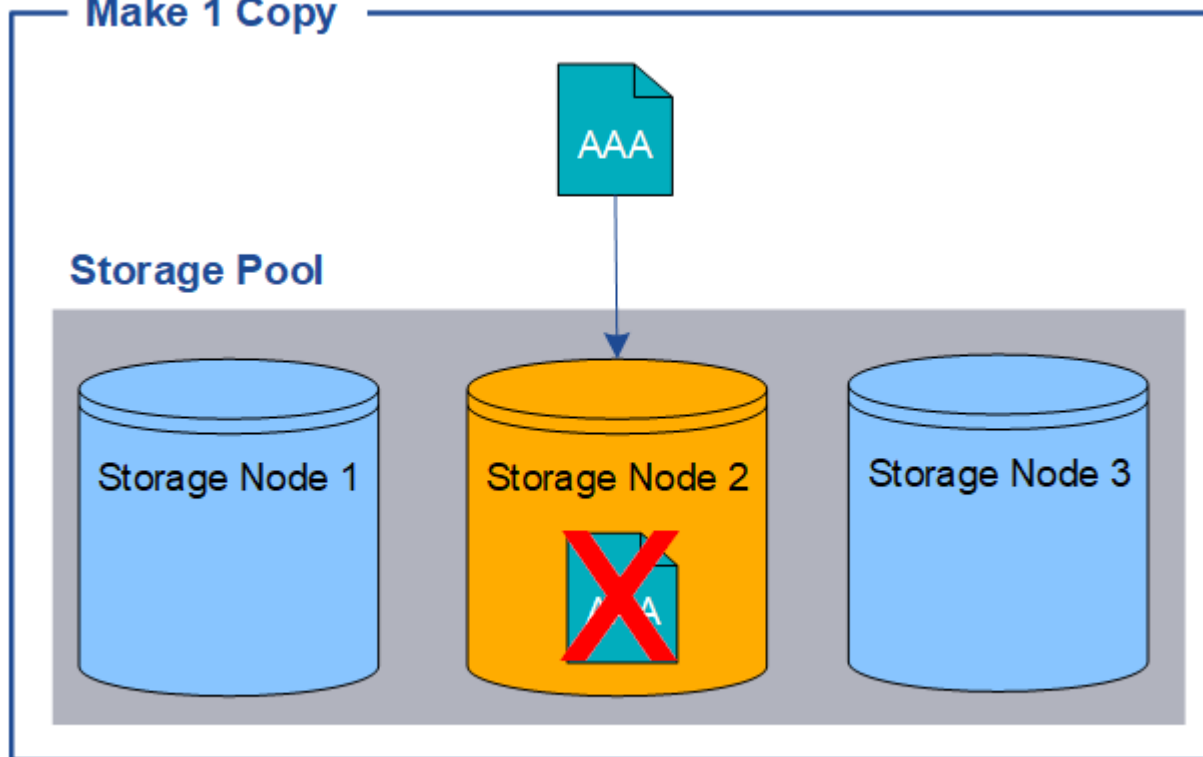 Make 1 Copy
AAA
Storage Pool
Storage Node 1
Storage Node 2
Storage Node 3